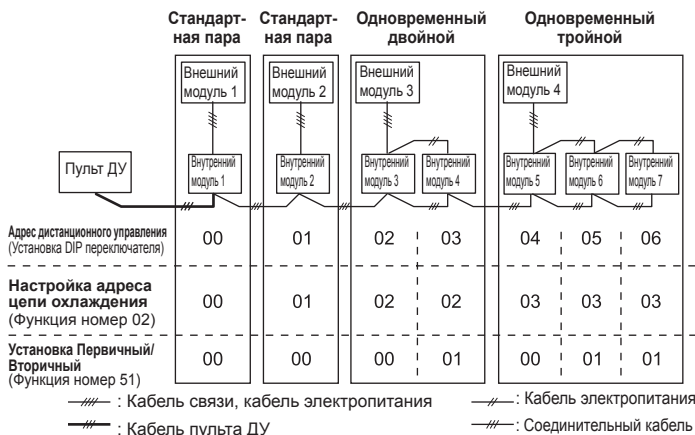 Стандарт-
ная пара
Стандарт-
ная пара
Одновременный
двойной
Одновременный
тройной
Внешний
модуль 1
Внешний
модуль 2
Внешний
модуль 3
Внешний
модуль 4
Пульт ДУ
Внутренний
модуль 1
Внутренний
модуль 2
Внутренний
модуль 3
Внутренний
модуль 4
Внутренний
модуль 5
Внутренний
модуль 6
Внутренний
модуль 7
Адрес дистанционного управления
(Установка DIP переключателя)
00 01 02 03 04 05 06
Настройка адреса
цепи охлаждения
(Функция номер 02)
00 01 02 02 03 03 03
Установка Первичный/
Вторичный
(Функция номер 51)
00 00 00 01 00 01 01
: Кабель связи, кабель электропитания
: Кабель электропитания
: Кабель пульта ДУ
: Соединительный кабель